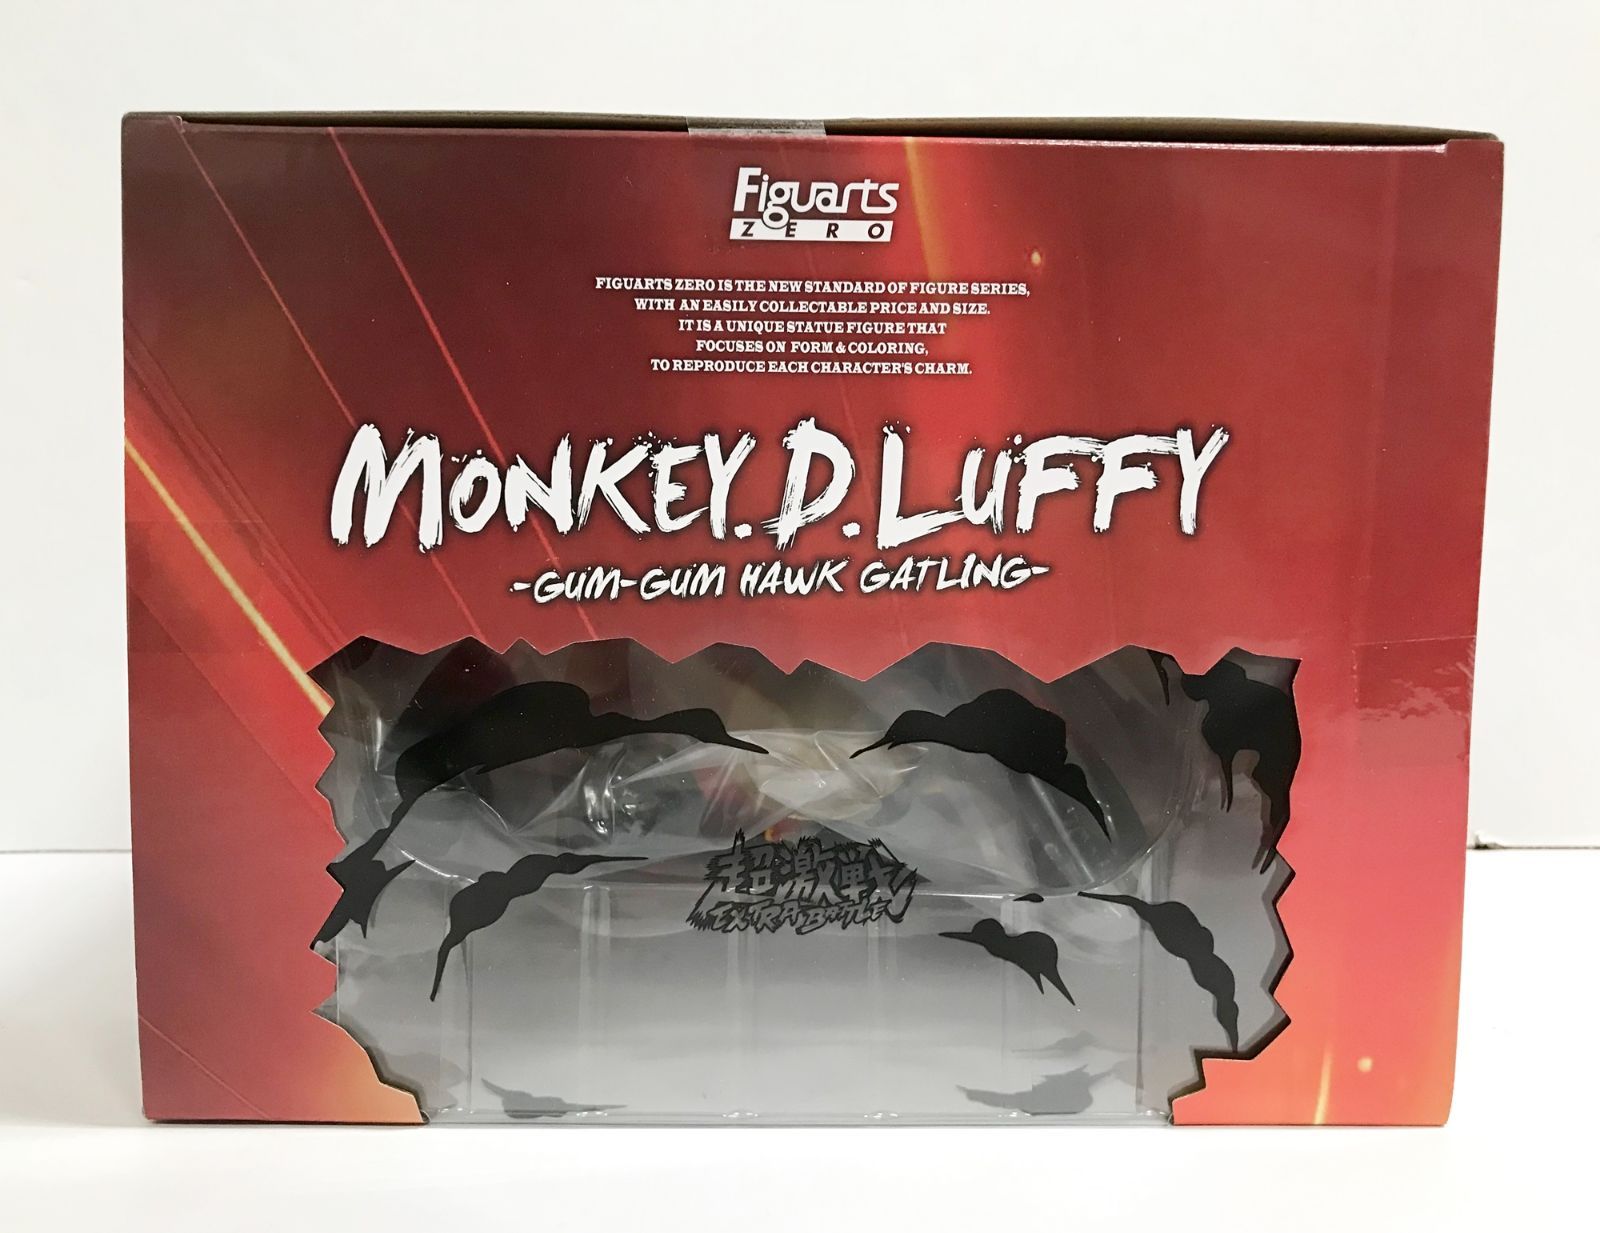 Figuarts
ZERO
FIGUARTS ZERO IS THE NEW STANDARD OF FIGURE SERIES,
WITH AN EASILY COLLECTABLE PRICE AND SIZE.
IT IS A UNIQUE STATUE FIGURE THAT
FOCUSES ON FORM & COLORING,
TO REPRODUCE EACH CHARACTER'S CHARM.
MONKEY.D.LUFFY
-GUM-GUM HAWK GATLING-
超激戦
EXTRA BATTLE